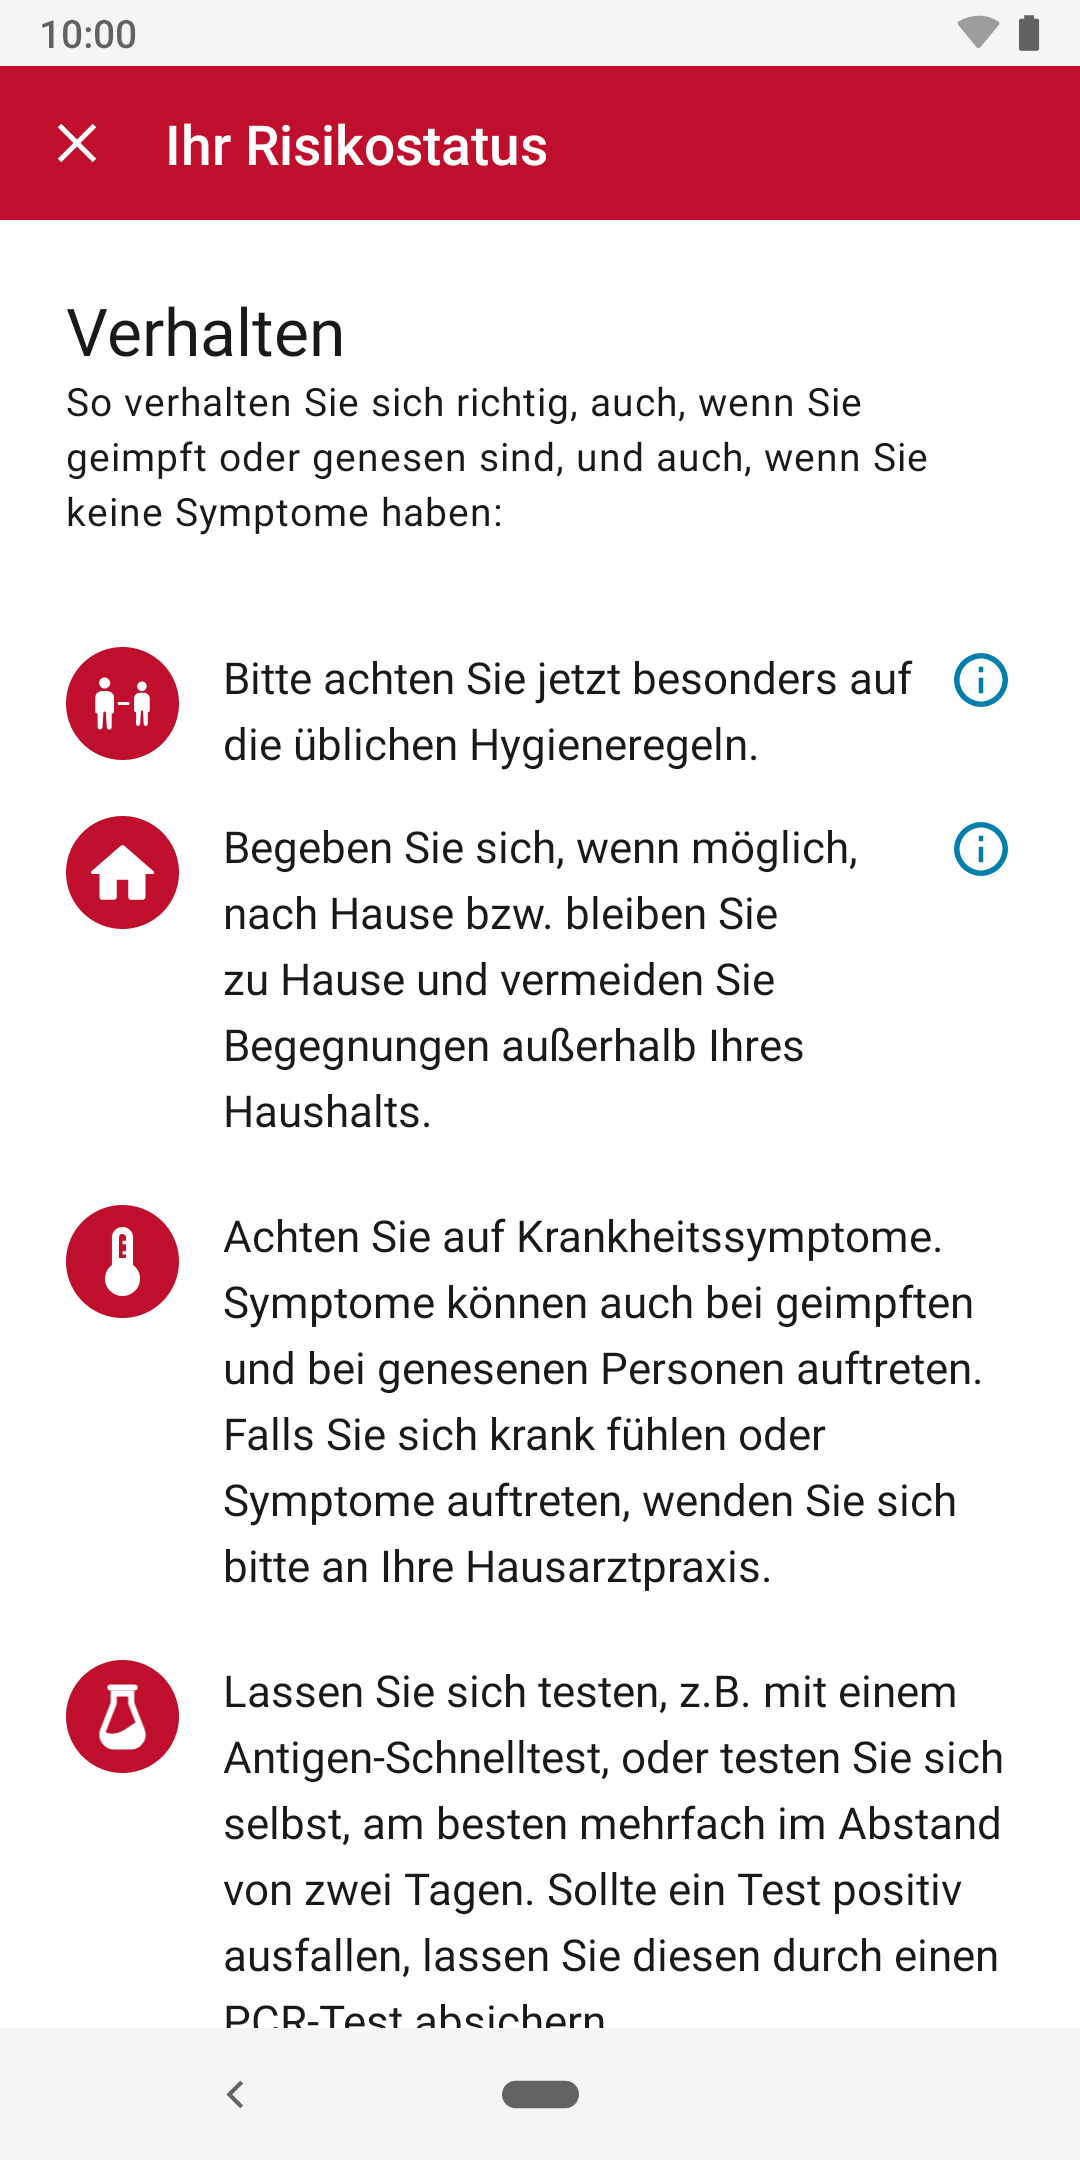 10:00
Ihr Risikostatus
Verhalten
So verhalten Sie sich richtig, auch, wenn Sie
geimpft oder genesen sind, und auch, wenn Sie
keine Symptome haben:
Bitte achten Sie jetzt besonders auf
die üblichen Hygieneregeln.
Begeben Sie sich, wenn möglich,
nach Hause bzw. bleiben Sie
zu Hause und vermeiden Sie
Begegnungen außerhalb Ihres
Haushalts.
Achten Sie auf Krankheitssymptome.
Symptome können auch bei geimpften
und bei genesenen Personen auftreten.
Falls Sie sich krank fühlen oder
Symptome auftreten, wenden Sie sich
bitte an Ihre Hausarztpraxis.
Lassen Sie sich testen, z.B. mit einem
Antigen-Schnelltest, oder testen Sie sich
selbst, am besten mehrfach im Abstand
von zwei Tagen. Sollte ein Test positiv
ausfallen, lassen Sie diesen durch einen
PCR-Test absichern